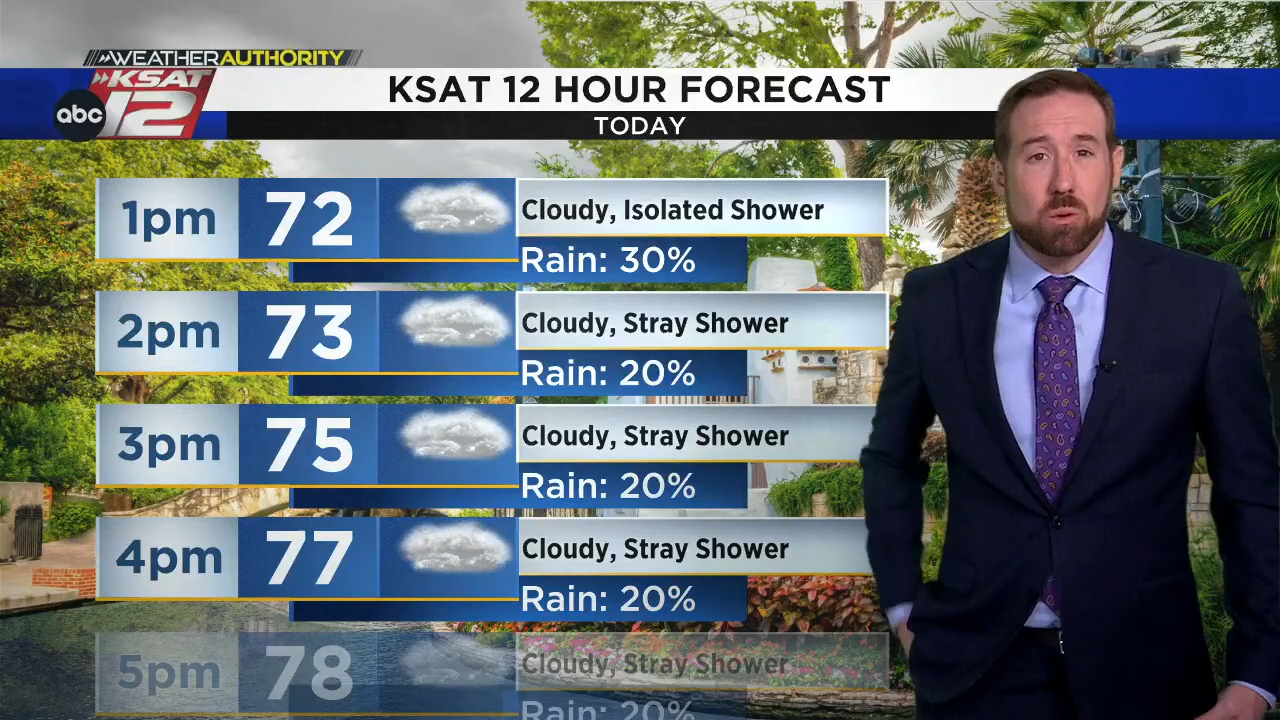 WEATHERAUTHORITY
KSAT
abc 12
KSAT 12 HOUR FORECAST
TODAY
1pm 72 Cloudy, Isolated Shower
Rain: 30%
2pm 73 Cloudy, Stray Shower
Rain: 20%
3pm 75 Cloudy, Stray Shower
Rain: 20%
4pm 77 Cloudy, Stray Shower
Rain: 20%
5pm 78 Cloudy, Stray Shower
Rain: 20%